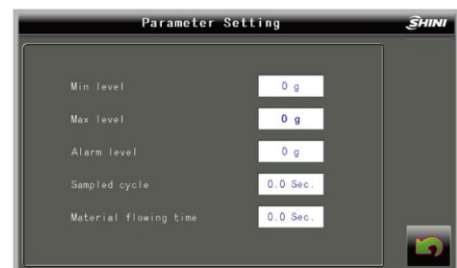 Parameter Setting SHINI
Min level 0 g
Max level 0 g
Alarm level 0 g
Sampled cycle 0.0 Sec.
Material flowing time 0.0 Sec.